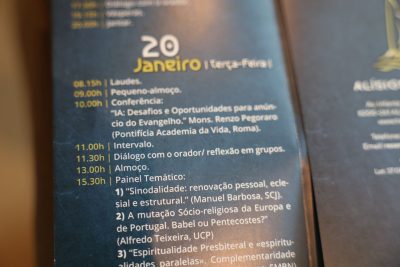 Diálogo com o orador
jantar.
20
Janeiro | Terça-Feira |
08.15h | Laudes.
09.00h | Pequeno-almoço.
10.00h | Conferência:
"IA: Desafios e Oportunidades para anún-
cio do Evangelho." Mons. Renzo Pegoraro
(Pontifícia Academia da Vida, Roma).
11.00h | Intervalo.
11.30h | Diálogo com o orador/ reflexão em grupos.
13.00h | Almoço.
15.30h | Painel Temático:
1) "Sinodalidade: renovação pessoal, ecle-
sial e estrutural." (Manuel Barbosa, SCJ).
2) A mutação Sócio-religiosa da Europa e
de Portugal. Babel ou Pentecostes?"
(Alfredo Teixeira, UCP)
3) "Espiritualidade Presbiteral e «espiritu-
alidades paralelas». Complementaridade